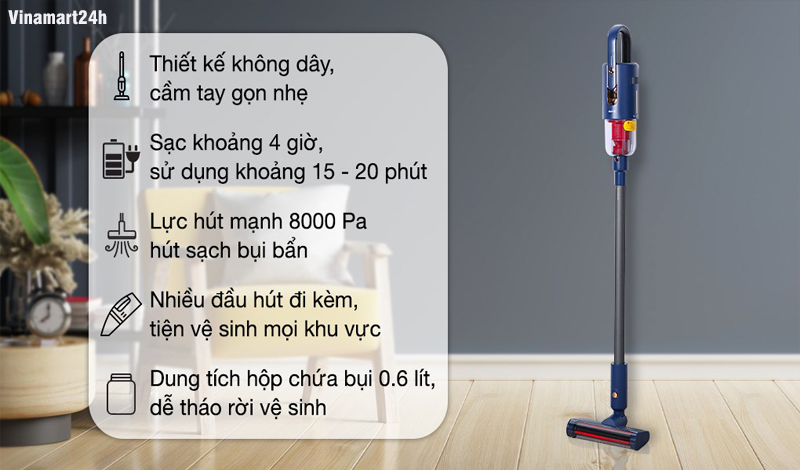 Vinamart24h
Thiết kế không dây,
cầm tay gọn nhẹ
Sạc khoảng 4 giờ,
sử dụng khoảng 15 - 20 phút
Lực hút mạnh 8000 Pa
hút sạch bụi bẩn
Nhiều đầu hút đi kèm,
tiện vệ sinh mọi khu vực
Dung tích hộp chứa bụi 0.6 lít,
dễ tháo rời vệ sinh